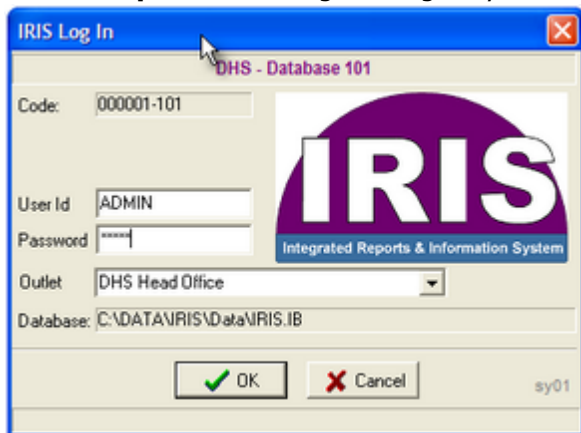 IRIS Log In
DHS - Database 101
Code: 000001-101
IRIS
Integrated Reports & Information System
User Id ADMIN
Password *****
Outlet DHS Head Office
Database: C:\DATA\IRIS\Data\IRIS.IB
OK Cancel sy01